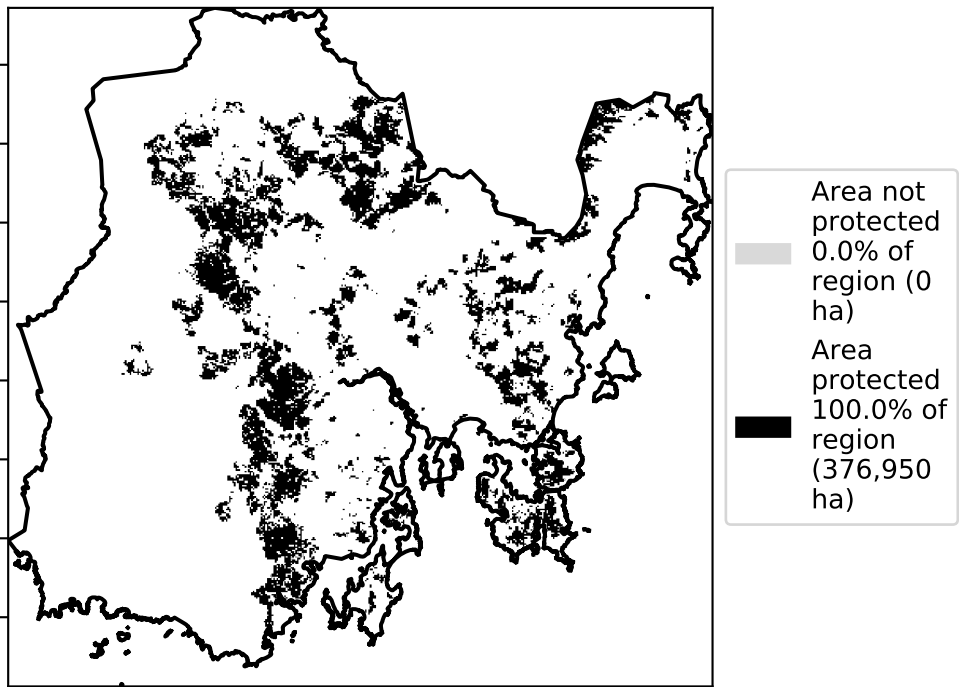 Area not
protected
0.0% of
region (0
ha)
Area
protected
100.0% of
region
(376,950
ha)